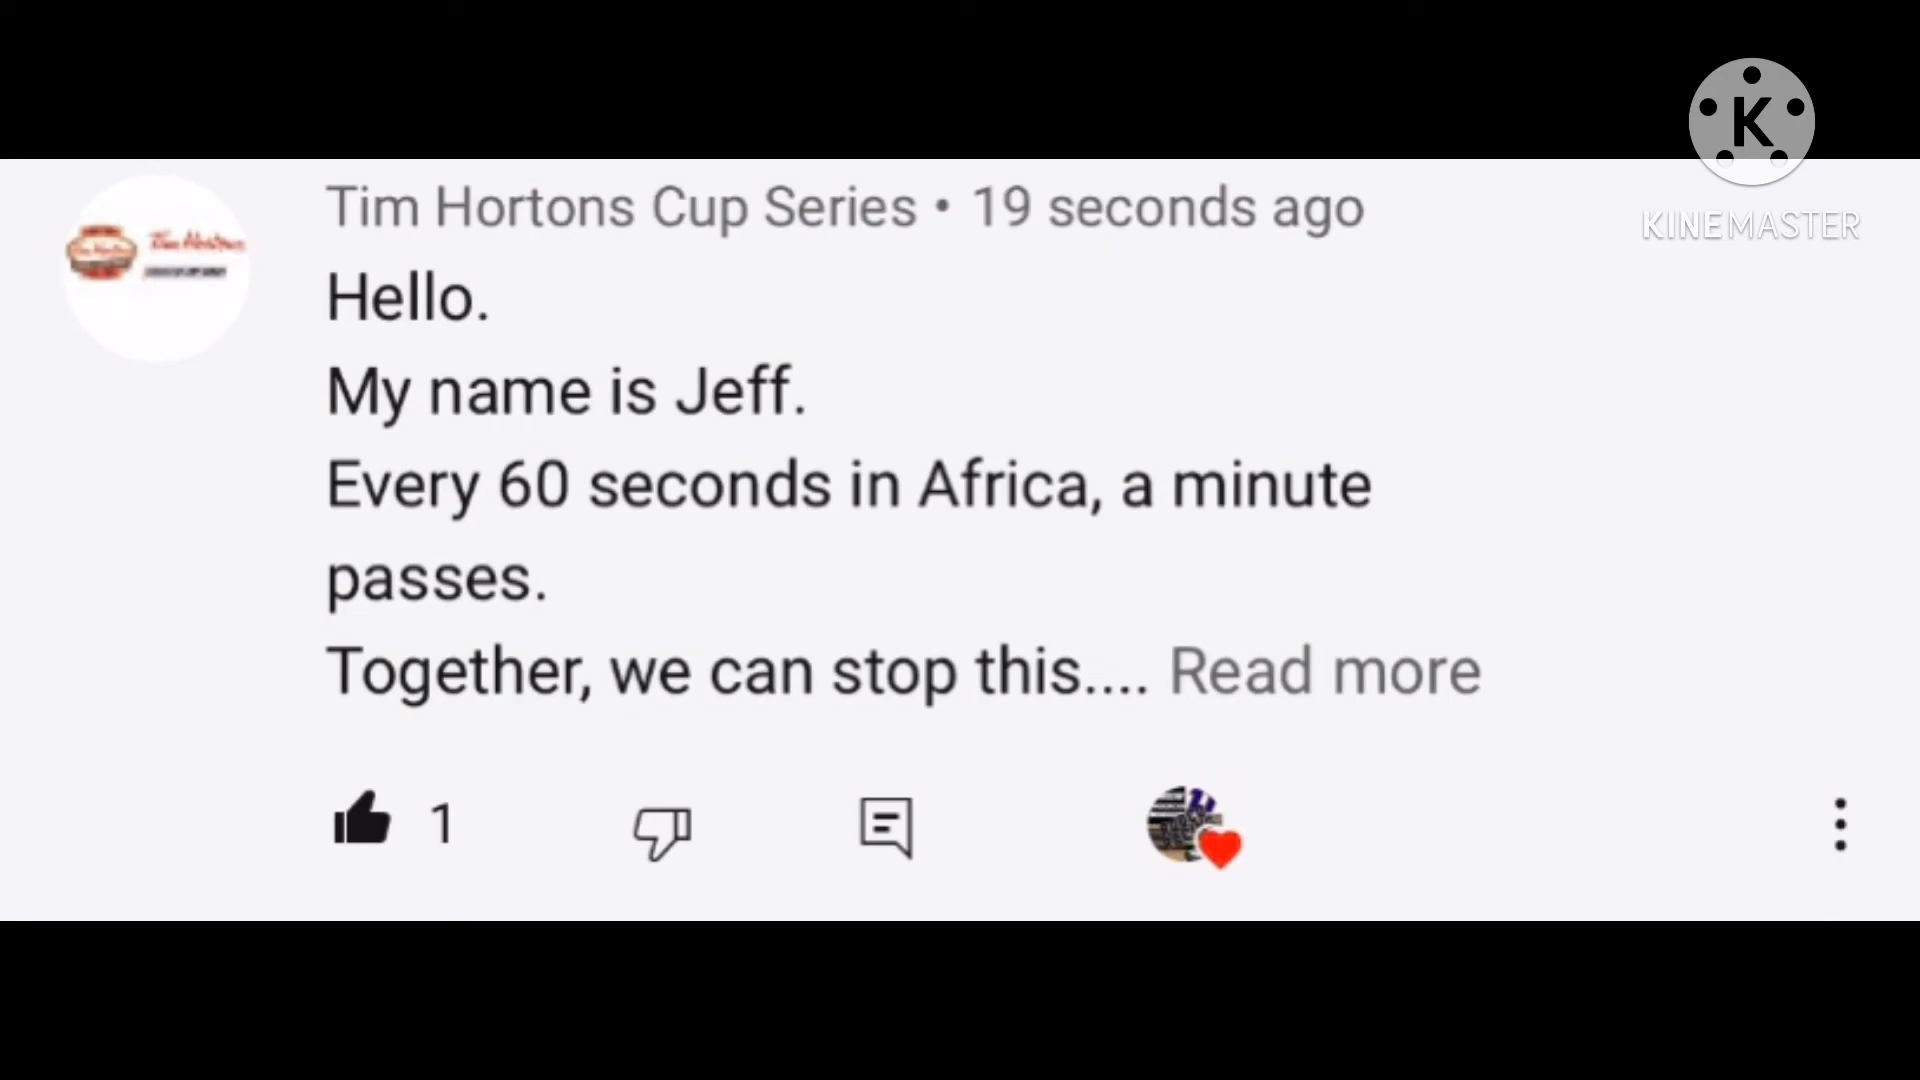 K
KINEMASTER
Tim Hortons Cup Series • 19 seconds ago
Hello.
My name is Jeff.
Every 60 seconds in Africa, a minute
passes.
Together, we can stop this.... Read more
1